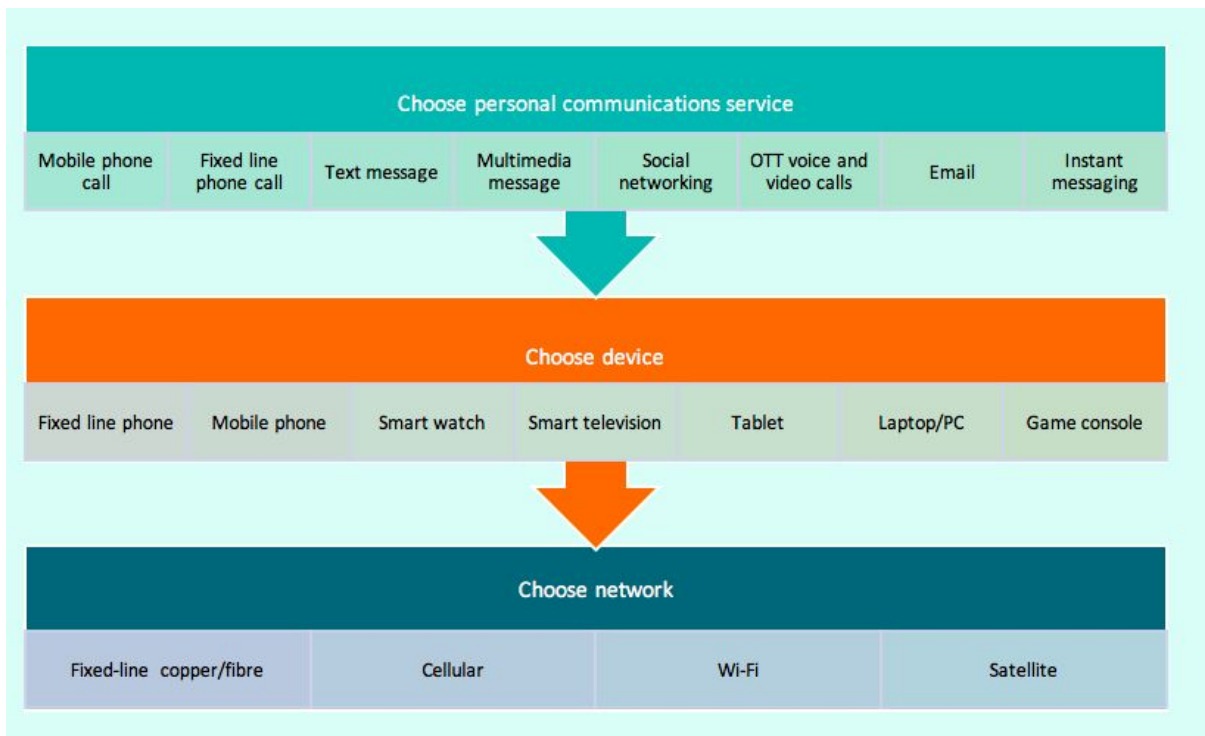 Choose personal communications service
Mobile phone
call
Fixed line
phone call
Text message
Multimedia
message
Social
networking
OTT voice and
video calls
Email
Instant
messaging
Choose device
Fixed line phone
Mobile phone
Smart watch
Smart television
Tablet
Laptop/PC
Game console
Choose network
Fixed-line copper/fibre
Cellular
Wi-Fi
Satellite